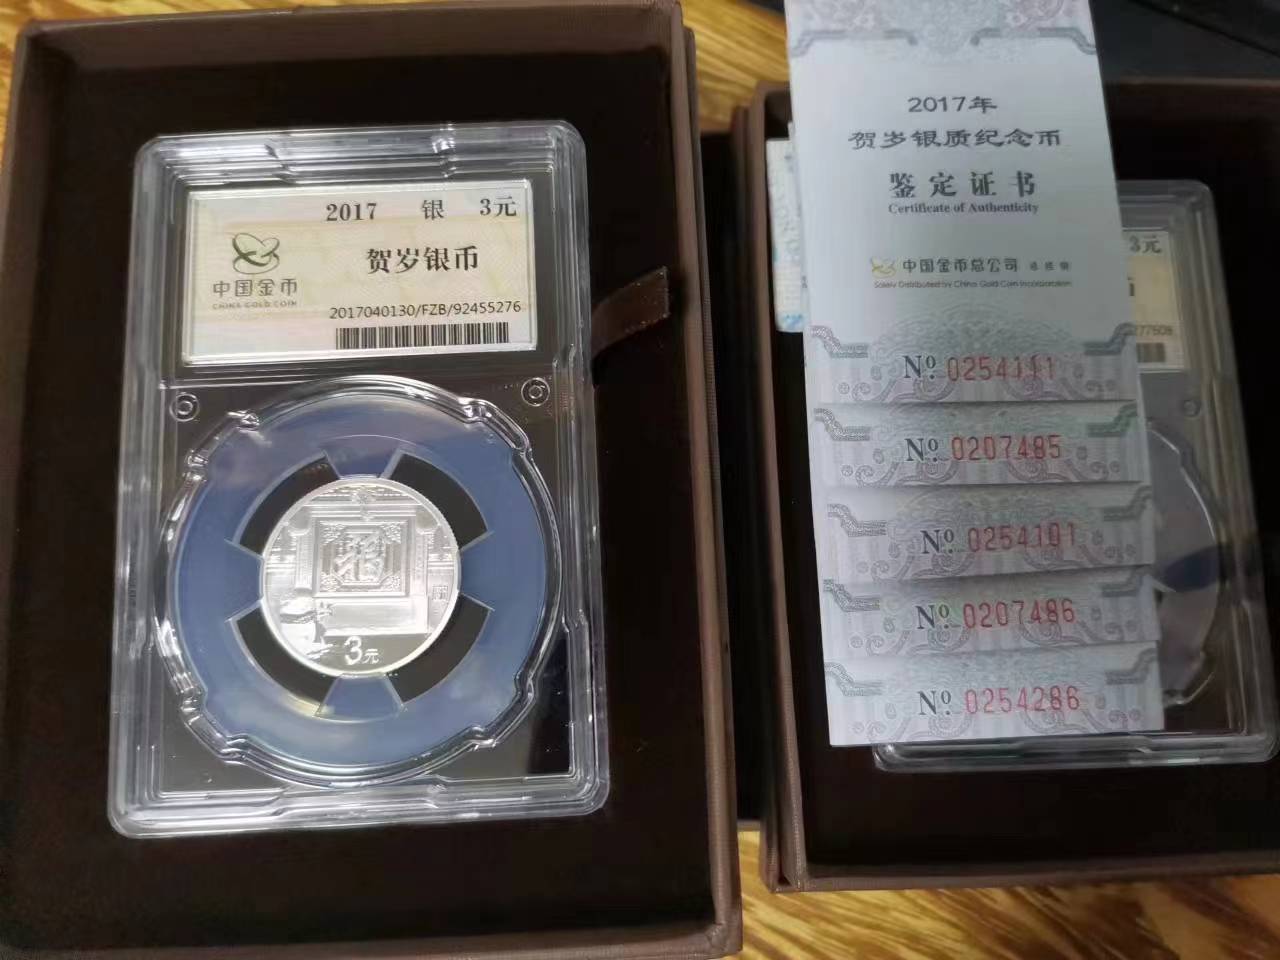 2017 银 3元
中国金币
CHINA GOLD COIN
贺岁银币
2017040130/FZB/92455276
福
3元
2017年
贺岁银质纪念币
鉴定证书
Certificate of Authenticity
中国金币总公司
Solely Distributed by China Gold Coin Incorporation
No. 0254111
No. 0207485
No. 0254101
No. 0207486
No. 0254286
3元